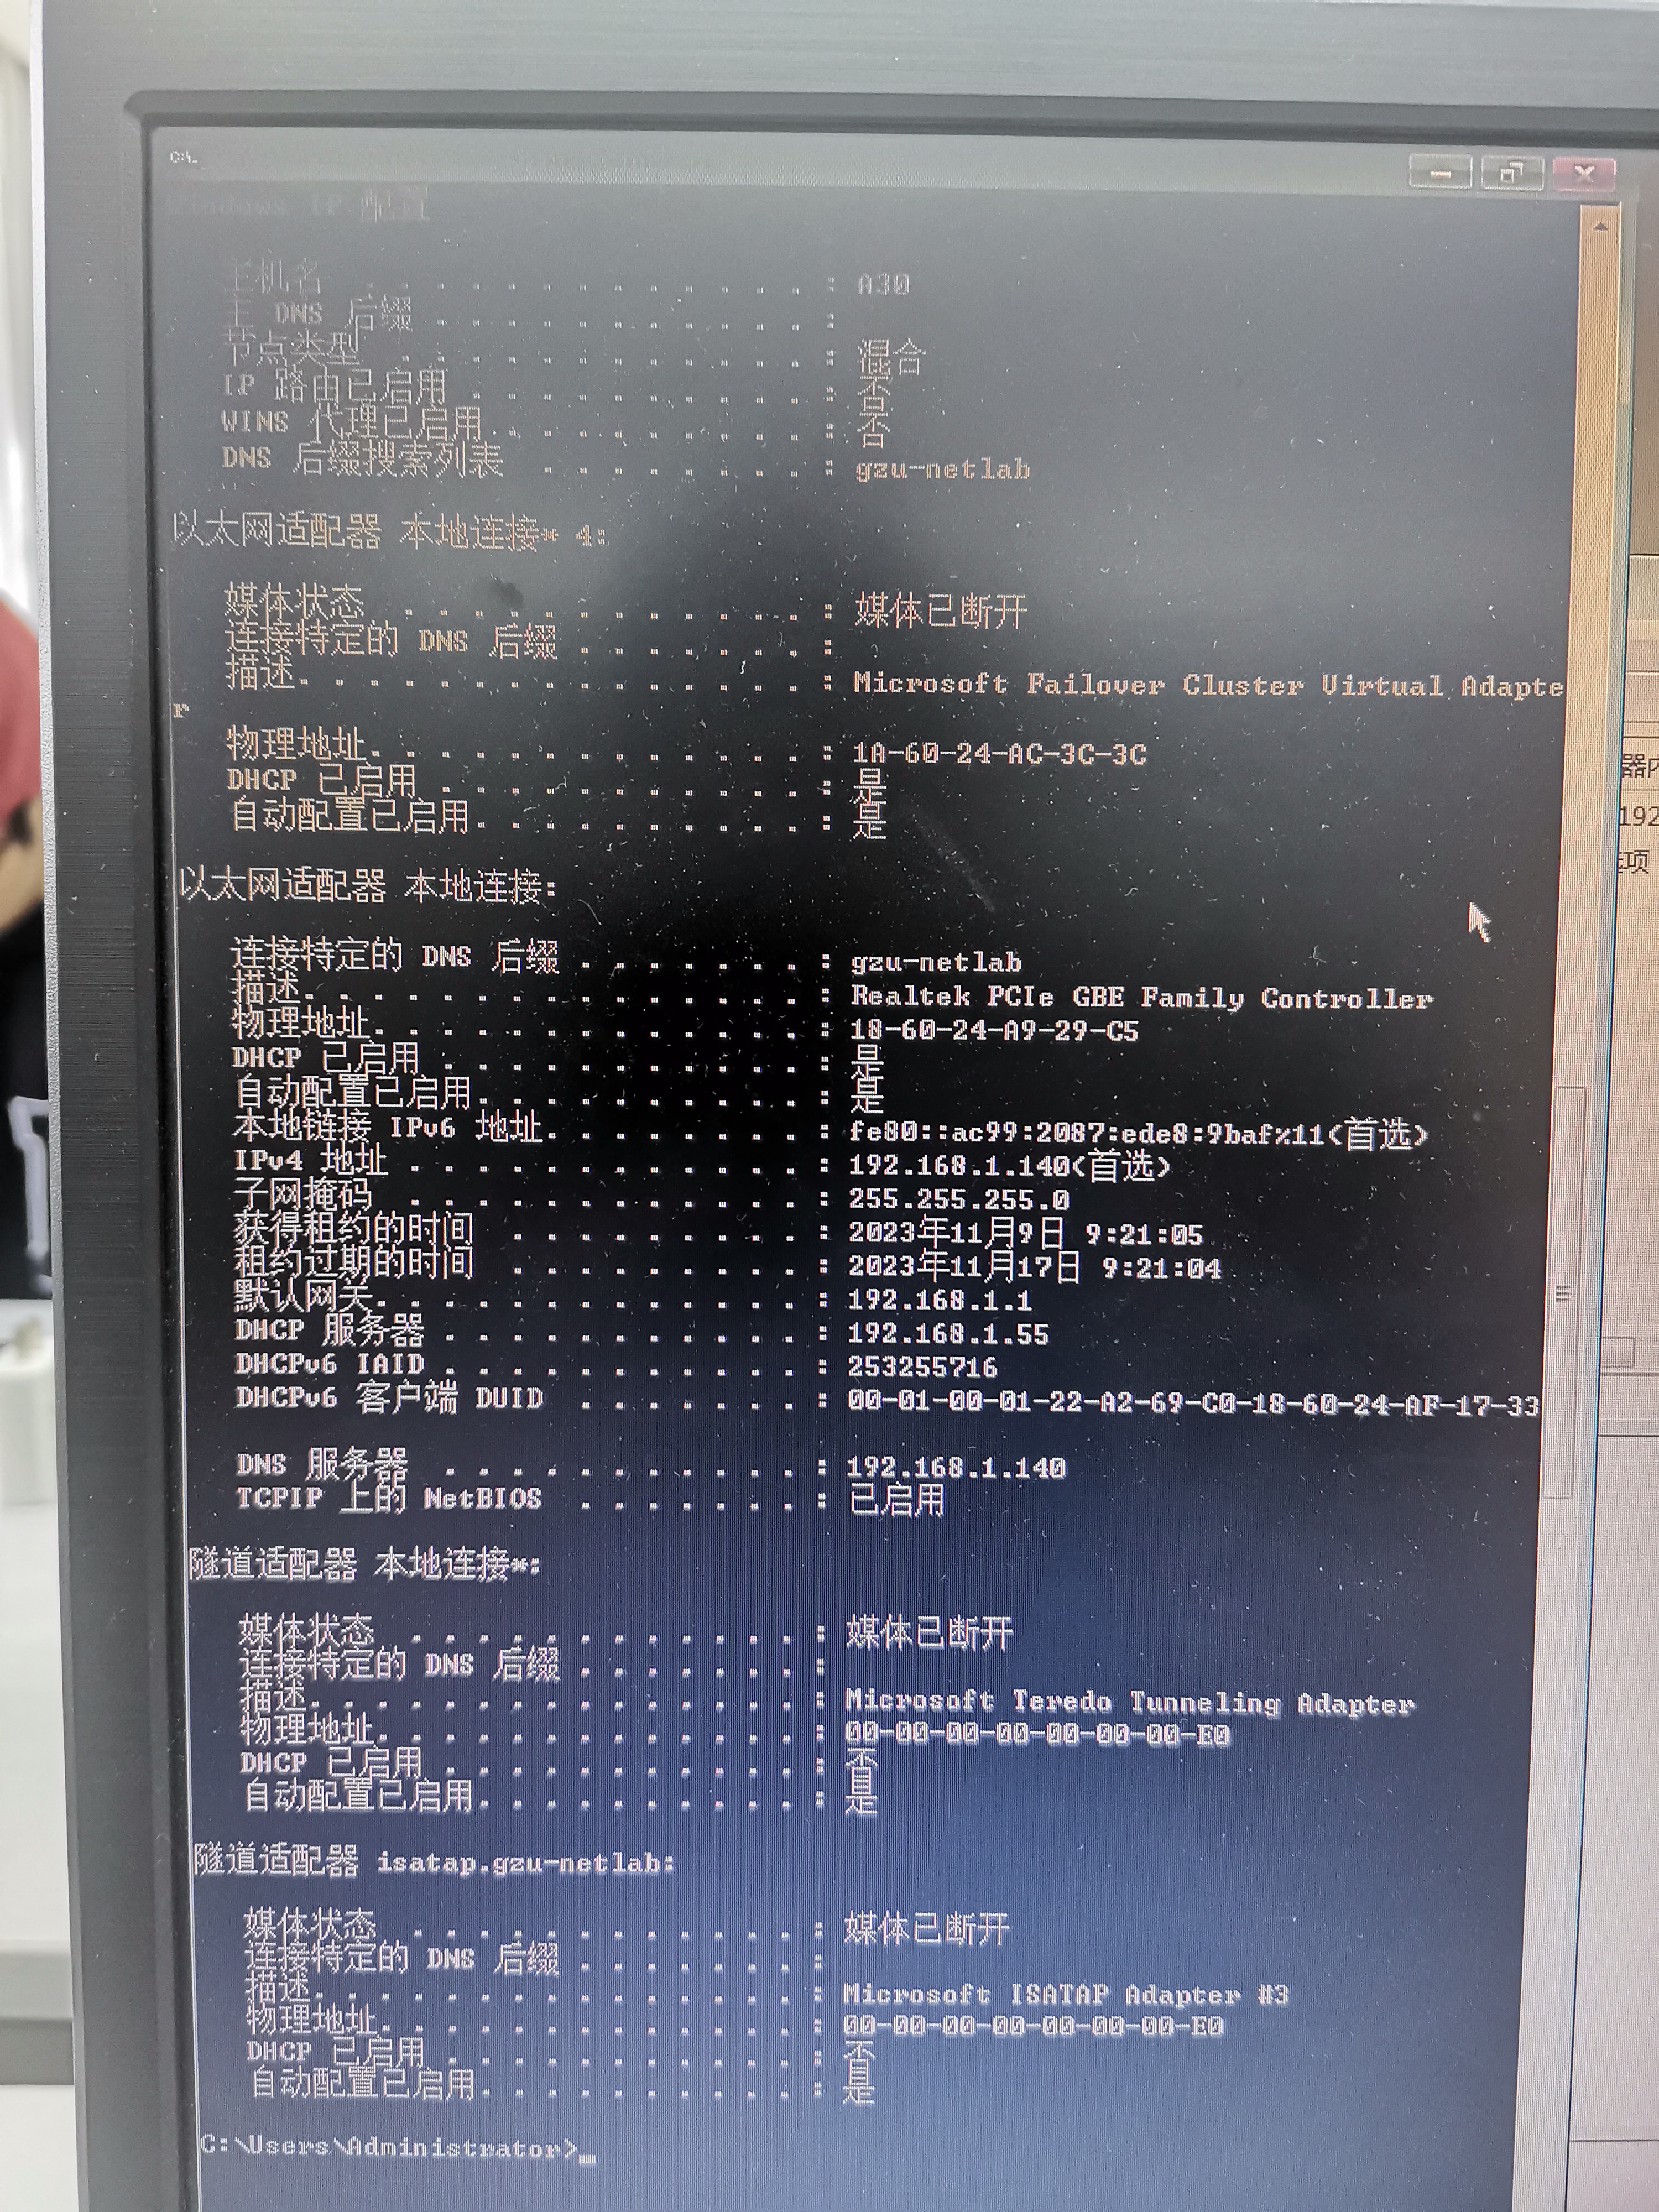 C:\.
Windows IP 配置
主机名 . . . . . . . . . . . . . : A30
主 DNS 后缀 . . . . . . . . . . . :
节点类型 . . . . . . . . . . . . : 混合
IP 路由已启用 . . . . . . . . . . : 否
WINS 代理已启用 . . . . . . . . . : 否
DNS 后缀搜索列表 . . . . . . . . : gzu-netlab
以太网适配器 本地连接* 4:
媒体状态 . . . . . . . . . . . . : 媒体已断开
连接特定的 DNS 后缀 . . . . . . . :
描述. . . . . . . . . . . . . . . : Microsoft Failover Cluster Virtual Adapte
r
物理地址. . . . . . . . . . . . . : 1A-60-24-AC-3C-3C
DHCP 已启用 . . . . . . . . . . . : 是
自动配置已启用. . . . . . . . . . : 是
以太网适配器 本地连接:
连接特定的 DNS 后缀 . . . . . . . : gzu-netlab
描述. . . . . . . . . . . . . . . : Realtek PCIe GBE Family Controller
物理地址. . . . . . . . . . . . . : 18-60-24-A9-29-C5
DHCP 已启用 . . . . . . . . . . . : 是
自动配置已启用. . . . . . . . . . : 是
本地链接 IPv6 地址. . . . . . . . : fe80::ac99:2087:ede8:9baf%11(首选)
IPv4 地址 . . . . . . . . . . . . : 192.168.1.140(首选)
子网掩码 . . . . . . . . . . . . : 255.255.255.0
获得租约的时间 . . . . . . . . . : 2023年11月9日 9:21:05
租约过期的时间 . . . . . . . . . : 2023年11月17日 9:21:04
默认网关. . . . . . . . . . . . . : 192.168.1.1
DHCP 服务器 . . . . . . . . . . . : 192.168.1.55
DHCPv6 IAID . . . . . . . . . . . : 253255716
DHCPv6 客户端 DUID . . . . . . . : 00-01-00-01-22-A2-69-C0-18-60-24-AF-17-33
DNS 服务器 . . . . . . . . . . . : 192.168.1.140
TCPIP 上的 NetBIOS . . . . . . . : 已启用
隧道适配器 本地连接*:
媒体状态 . . . . . . . . . . . . : 媒体已断开
连接特定的 DNS 后缀 . . . . . . . :
描述. . . . . . . . . . . . . . . : Microsoft Teredo Tunneling Adapter
物理地址. . . . . . . . . . . . . : 00-00-00-00-00-00-00-E0
DHCP 已启用 . . . . . . . . . . . : 否
自动配置已启用. . . . . . . . . . : 是
隧道适配器 isatap.gzu-netlab:
媒体状态 . . . . . . . . . . . . : 媒体已断开
连接特定的 DNS 后缀 . . . . . . . :
描述. . . . . . . . . . . . . . . : Microsoft ISATAP Adapter #3
物理地址. . . . . . . . . . . . . : 00-00-00-00-00-00-00-E0
DHCP 已启用 . . . . . . . . . . . : 否
自动配置已启用. . . . . . . . . . : 是
C:\Users\Administrator>_
192
项